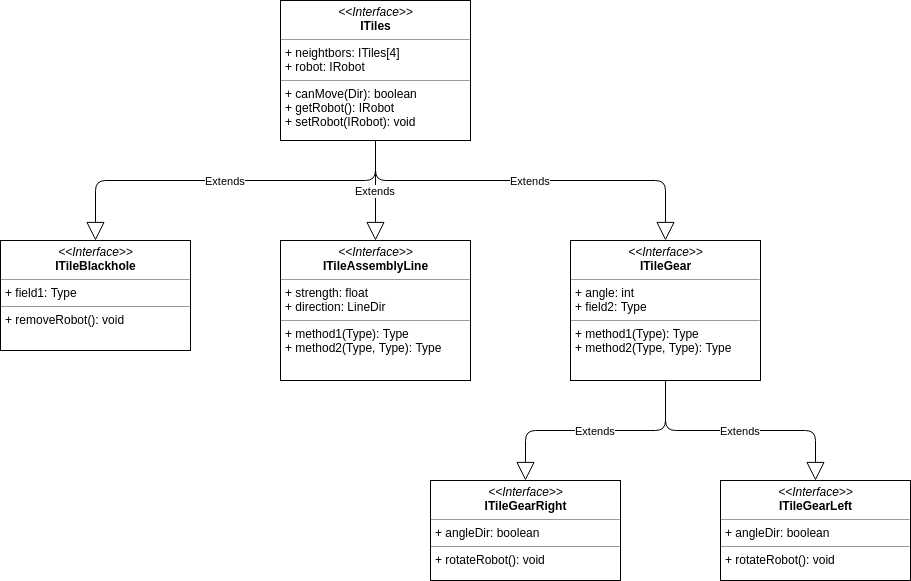 <<Interface>>
ITiles
+ neightbors: ITiles[4]
+ robot: IRobot
+ canMove(Dir): boolean
+ getRobot(): IRobot
+ setRobot(IRobot): void
Extends
Extends
Extends
<<Interface>>
ITileBlackhole
+ field1: Type
+ removeRobot(): void
<<Interface>>
ITileAssemblyLine
+ strength: float
+ direction: LineDir
+ method1(Type): Type
+ method2(Type, Type): Type
<<Interface>>
ITileGear
+ angle: int
+ field2: Type
+ method1(Type): Type
+ method2(Type, Type): Type
Extends
Extends
<<Interface>>
ITileGearRight
+ angleDir: boolean
+ rotateRobot(): void
<<Interface>>
ITileGearLeft
+ angleDir: boolean
+ rotateRobot(): void